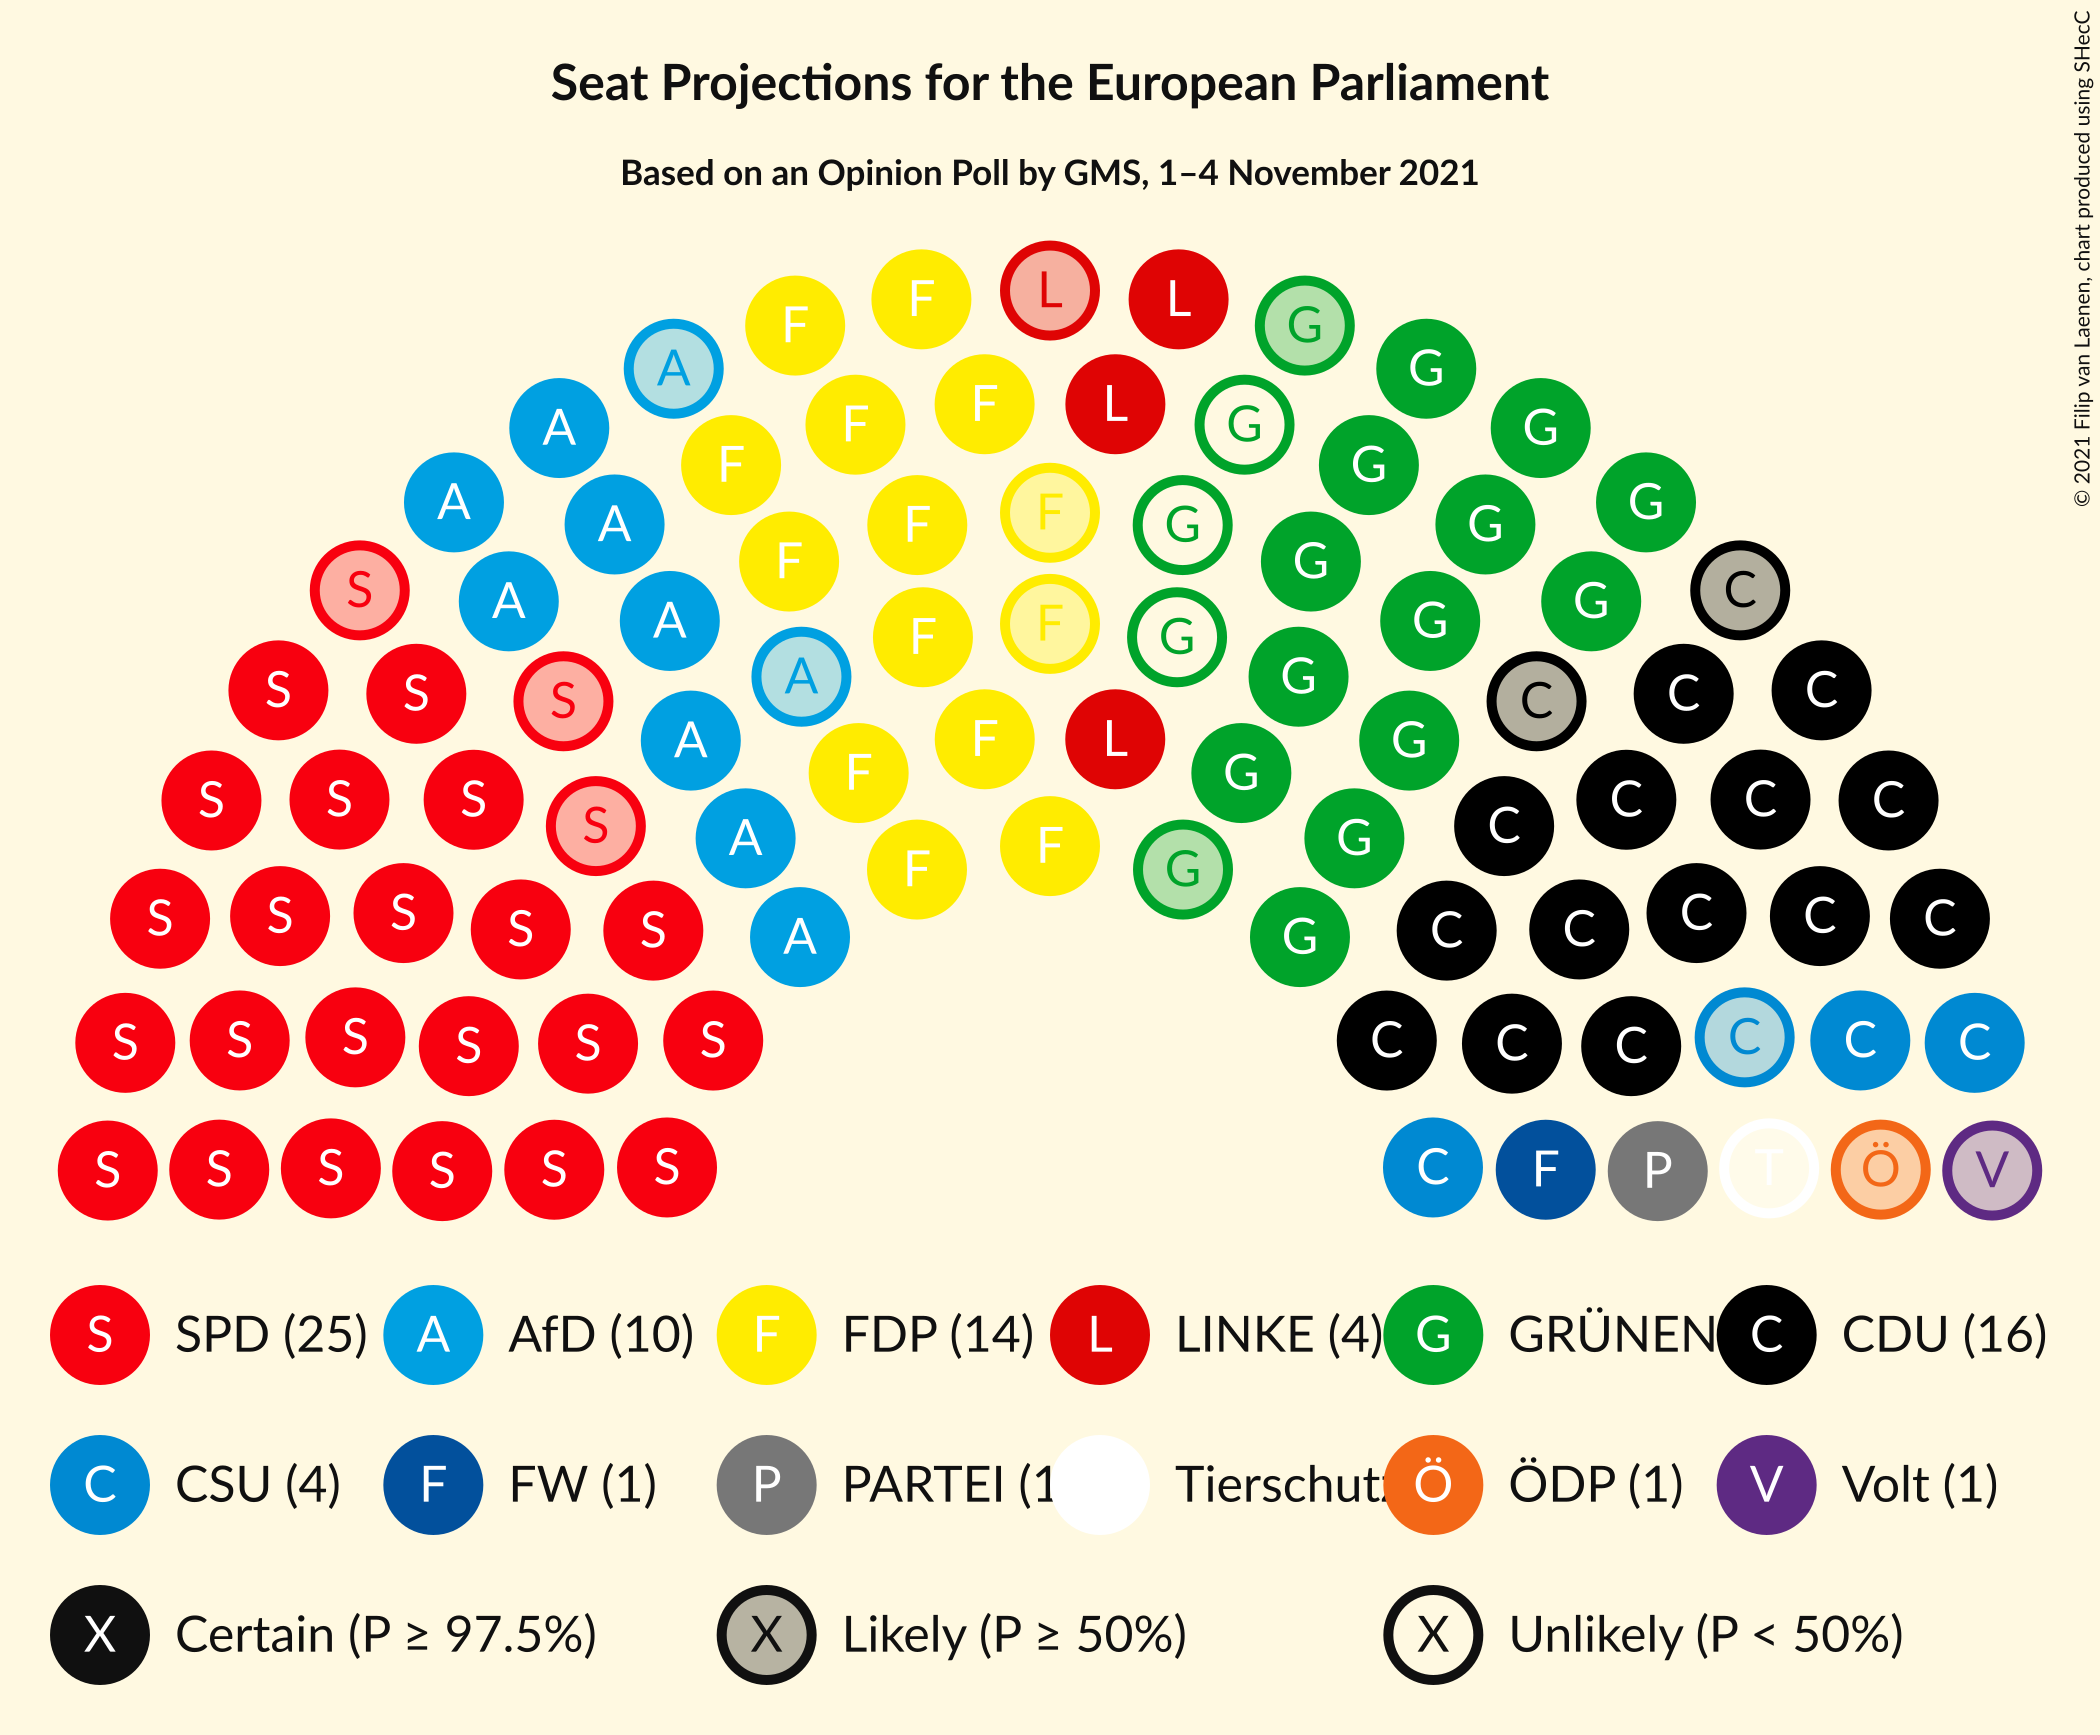 Seat Projections for the European Parliament
Based on an Opinion Poll by GMS, 1–4 November 2021
© 2021 Filip van Laenen, chart produced using SHecC
L
F L
F G
A G
F F
A L G G
F G
F F
A G
F G
A G G
S A G C
A F G
A G
S F F G
S A A G C
S S F G C C
A L
S S S F G C C C
S A G C
F F G
S S S S S A G C C C C C
S S S S S S C C C C C C
S S S S S S C F P T Ö V
S SPD (25) A AfD (10) F FDP (14) L LINKE (4) G GRÜNEN C CDU (16)
C CSU (4) F FW (1) P PARTEI (1 Tierschutz Ö ÖDP (1) V Volt (1)
X Certain (P ≥ 97.5%) X Likely (P ≥ 50%) X Unlikely (P < 50%)